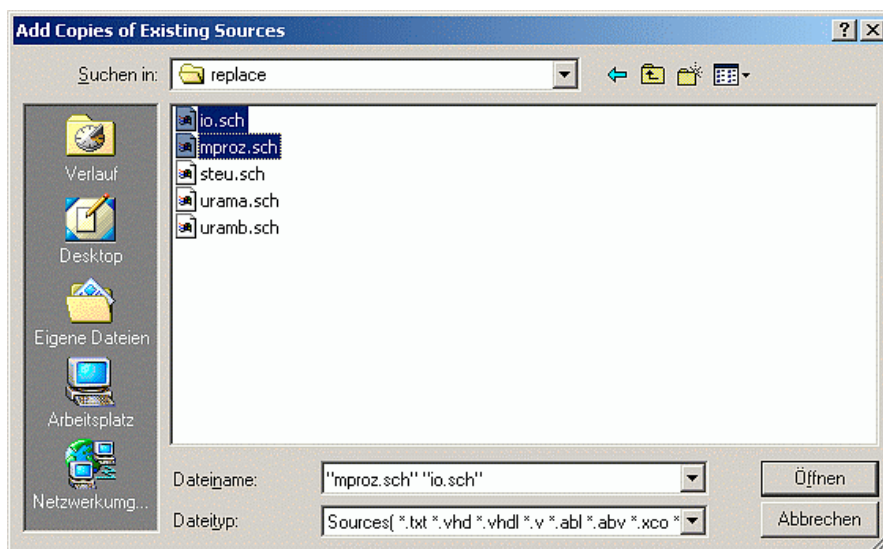 Add Copies of Existing Sources
Suchen in: replace
io.sch
mproz.sch
steu.sch
urama.sch
uramb.sch
Verlauf
Desktop
Eigene Dateien
Arbeitsplatz
Netzwerkumg...
Dateiname: "mproz.sch" "io.sch" Öffnen
Dateityp: Sources( *.txt *.vhd *.vhdl *.v *.abl *.abv *.xco * Abbrechen